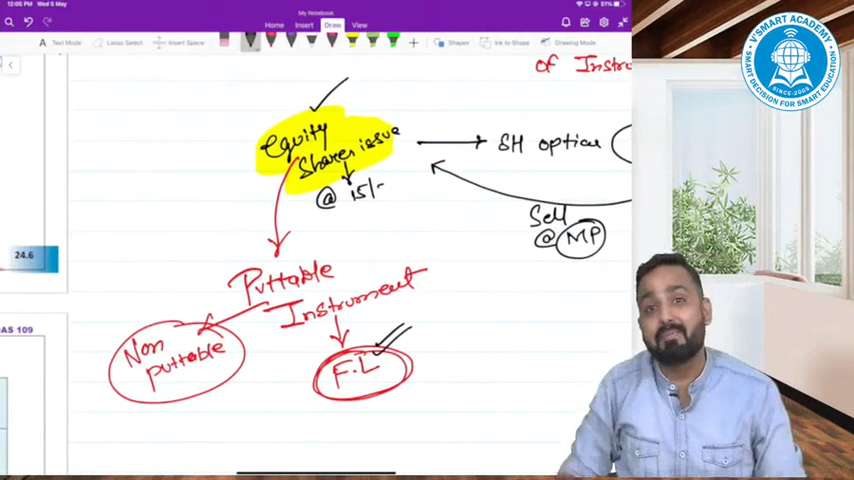 12:05 PM Wed 5 May
51%
My Notebook
Home Insert Draw View
Text Mode Lasso Select Insert Space Shapes Ink to Shape Drawing Mode
V'SMART ACADEMY
SMART DECISION FOR SMART EDUCATION
SINCE-2005
of Instru
Equity
Shares issue
SH option
@ 15/-
Sell
@ MP
24.6
Puttable
Instrument
AS 109
Non
puttable
F.L